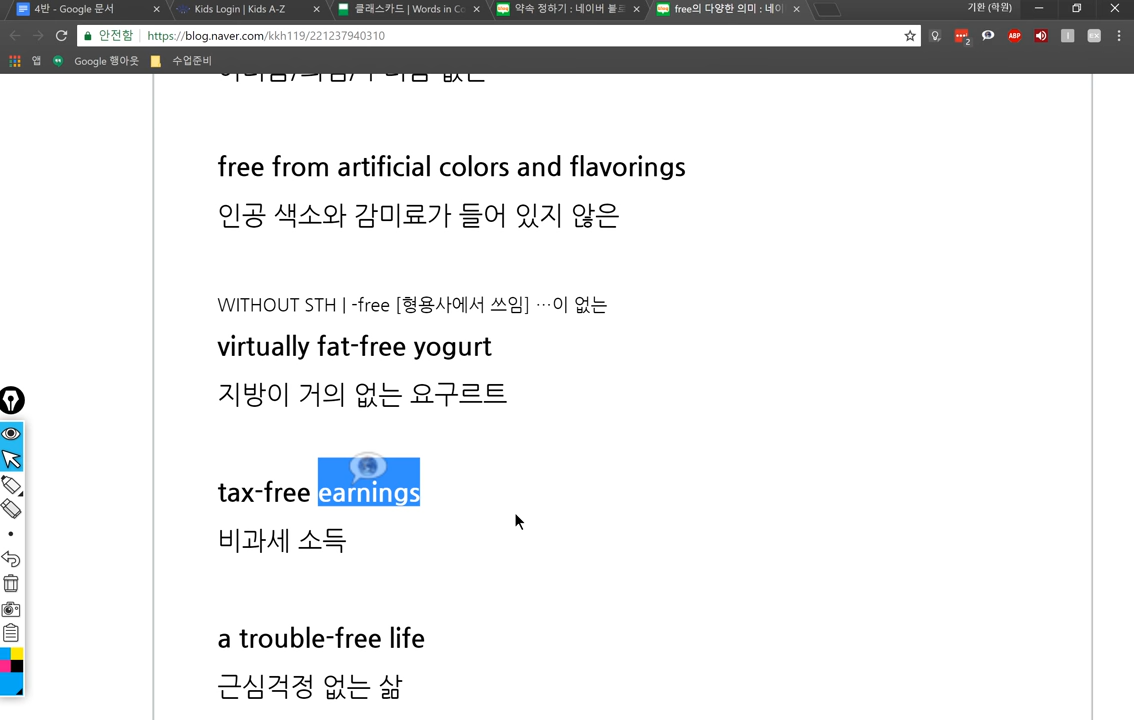 4반 - Google 문서
Kids Login | Kids A-Z
클래스카드 | Words in Co
약속 정하기 : 네이버 블로
free의 다양한 의미 : 네이
기환 (학원)
안전함
https://blog.naver.com/kkh119/221237940310
2
ABP
앱
Google 행아웃
수업준비
free from artificial colors and flavorings
인공 색소와 감미료가 들어 있지 않은
WITHOUT STH | -free [형용사에서 쓰임] …이 없는
virtually fat-free yogurt
지방이 거의 없는 요구르트
tax-free earnings
비과세 소득
a trouble-free life
근심걱정 없는 삶